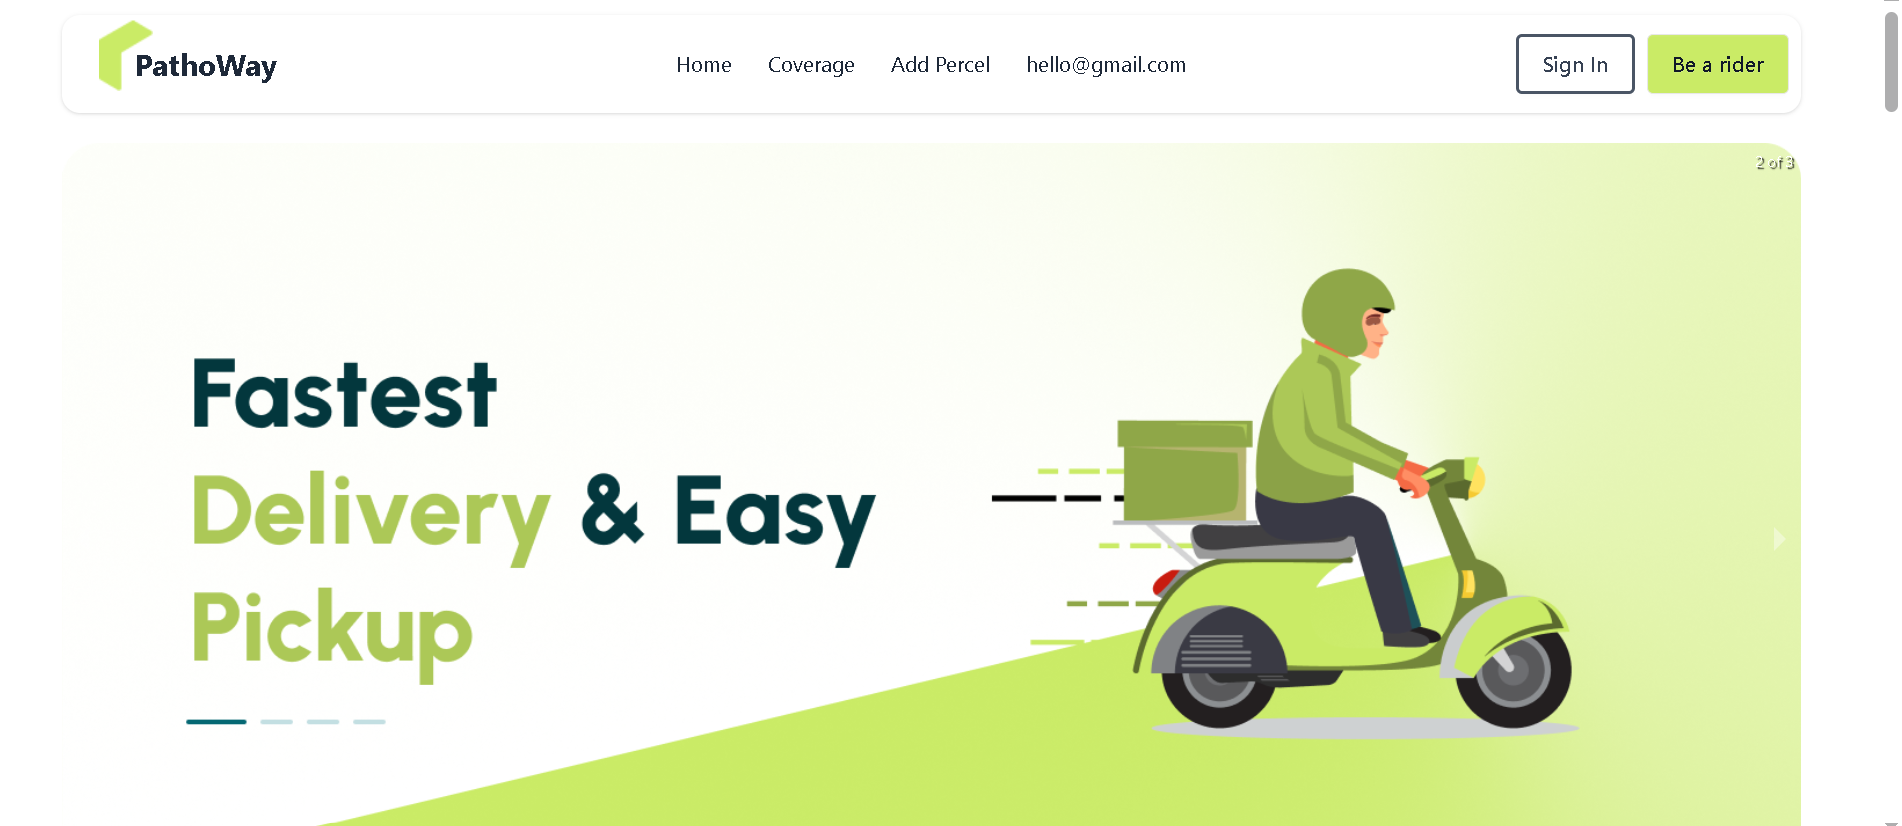 PathoWay
Home Coverage Add Percel hello@gmail.com
Sign In Be a rider
2 of 3
Fastest
Delivery & Easy
Pickup